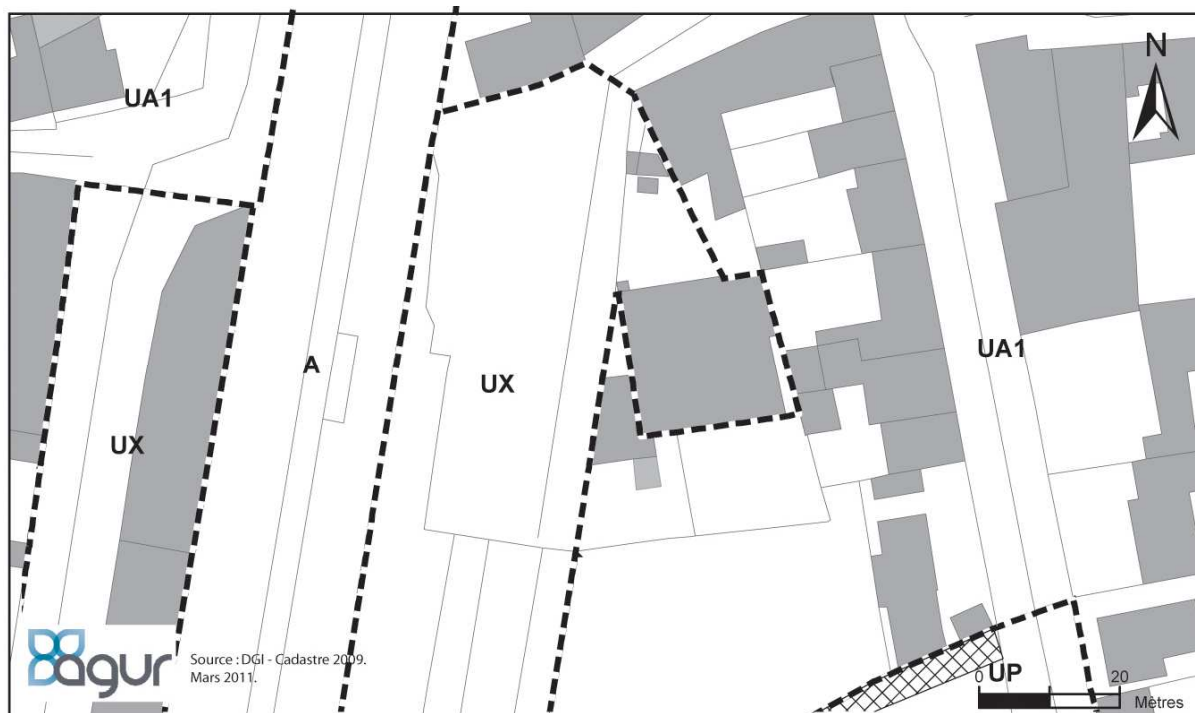 N
UA1
A
UX
UA1
UX
agur
Source : DGI - Cadastre 2009.
Mars 2011.
UP
0 20
Mètres